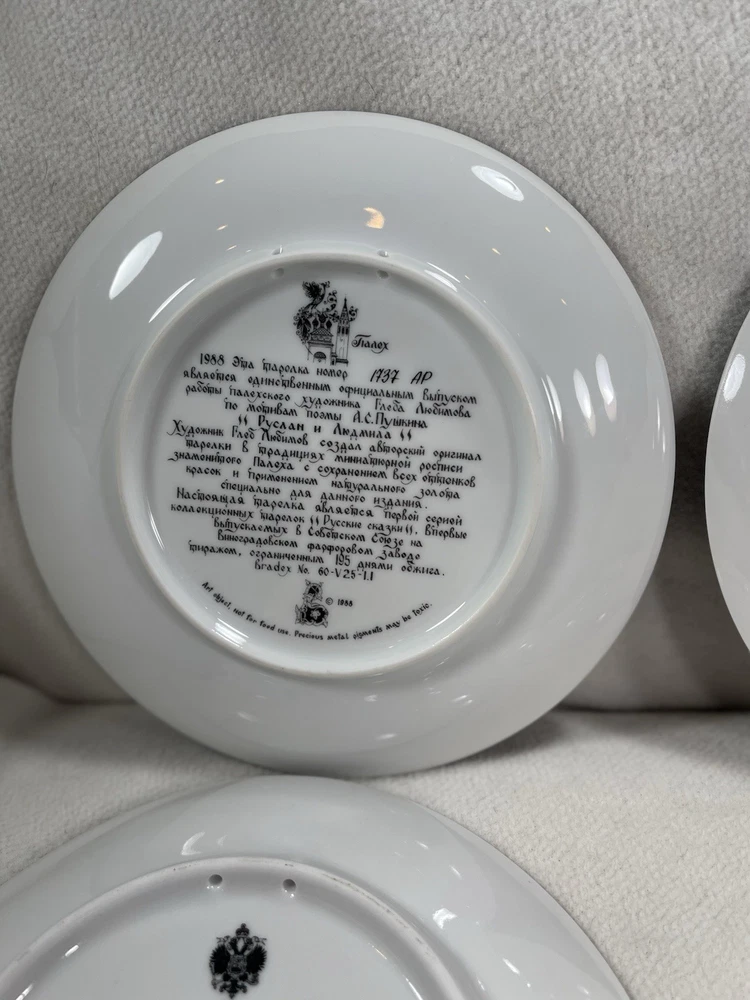 Палех
1988 Эта тарелка номер 1737 AP
является единственным официальным выпуском
работы палехского художника Глеба Любимова
по мотивам поэмы А.С.Пушкина
"Руслан и Людмила"
Художник Глеб Любимов создал авторский оригинал
тарелки в традициях миниатюрной росписи
знаменитого Палеха с сохранением всех оттенков
красок и применением натурального золота
специально для данного издания.
Настоящая тарелка является первой серией
коллекционных тарелок "Русские сказки", впервые
выпускаемых в Советском Союзе на
Виноградовском фарфоровом Заводе
тиражом, ограниченным 195 днями обжига.
Bradex No. 60-V25-1.1
© 1988
Art object, not for food use. Precious metal pigments may be toxic.